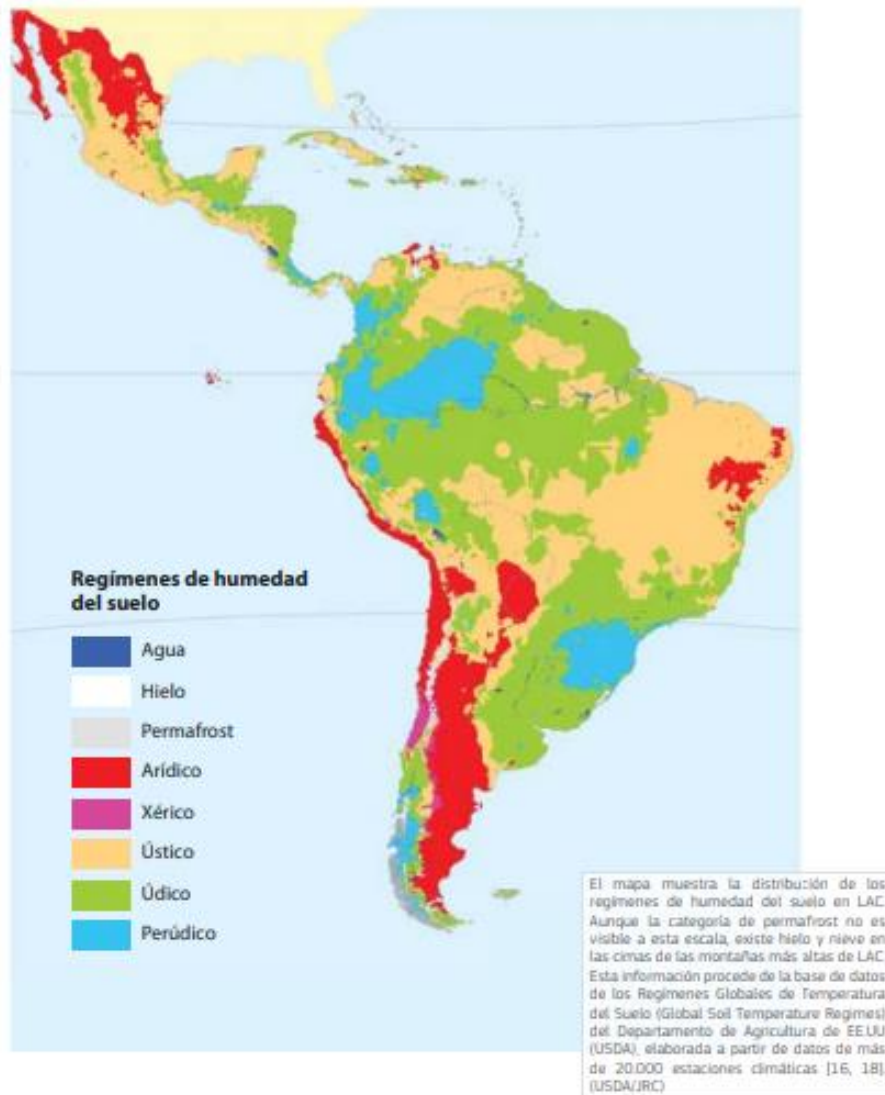 Regímenes de humedad
del suelo
Agua
Hielo
Permafrost
Arídico
Xérico
Ústico
Údico
Perúdico
El mapa muestra la distribución de los
regímenes de humedad del suelo en LAC.
Aunque la categoría de permafrost no es
visible a esta escala, existe hielo y nieve en
las cimas de las montañas más altas de LAC.
Esta información procede de la base de datos
de los Regímenes Globales de Temperatura
del Suelo (Global Soil Temperature Regimes)
del Departamento de Agricultura de EE.UU
(USDA), elaborada a partir de datos de más
de 20.000 estaciones climáticas [16, 18].
(USDA/JRC)